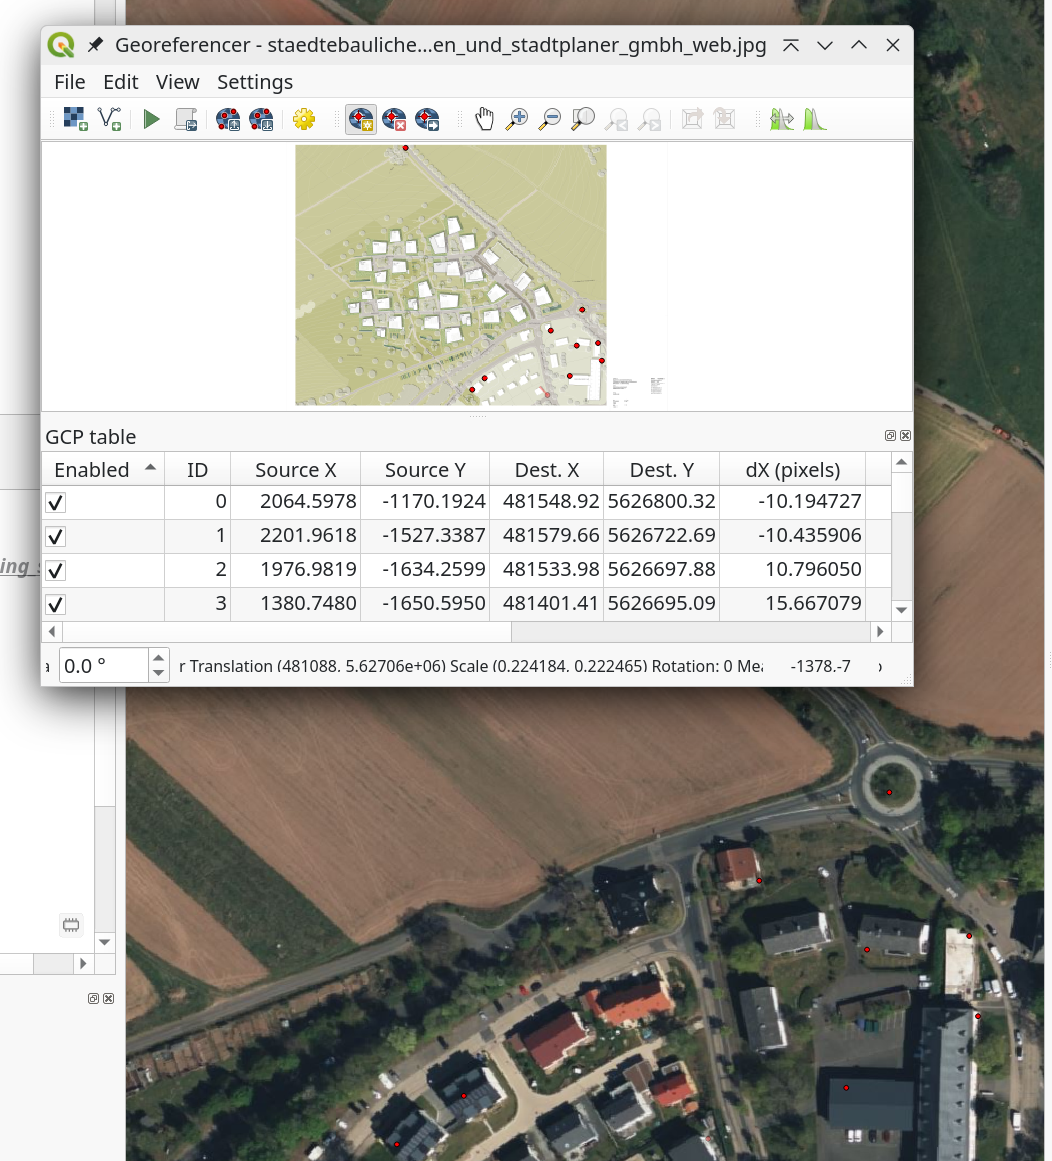 Georeferencer - staedtebauliche...en_und_stadtplaner_gmbh_web.jpg
File Edit View Settings
GCP table
Enabled ID Source X Source Y Dest. X Dest. Y dX (pixels)
0 2064.5978 -1170.1924 481548.92 5626800.32 -10.194727
1 2201.9618 -1527.3387 481579.66 5626722.69 -10.435906
2 1976.9819 -1634.2599 481533.98 5626697.88 10.796050
3 1380.7480 -1650.5950 481401.41 5626695.09 15.667079
0.0 ° r Translation (481088, 5.62706e+06) Scale (0.224184, 0.222465) Rotation: 0 Mea -1378,-7
ing_s